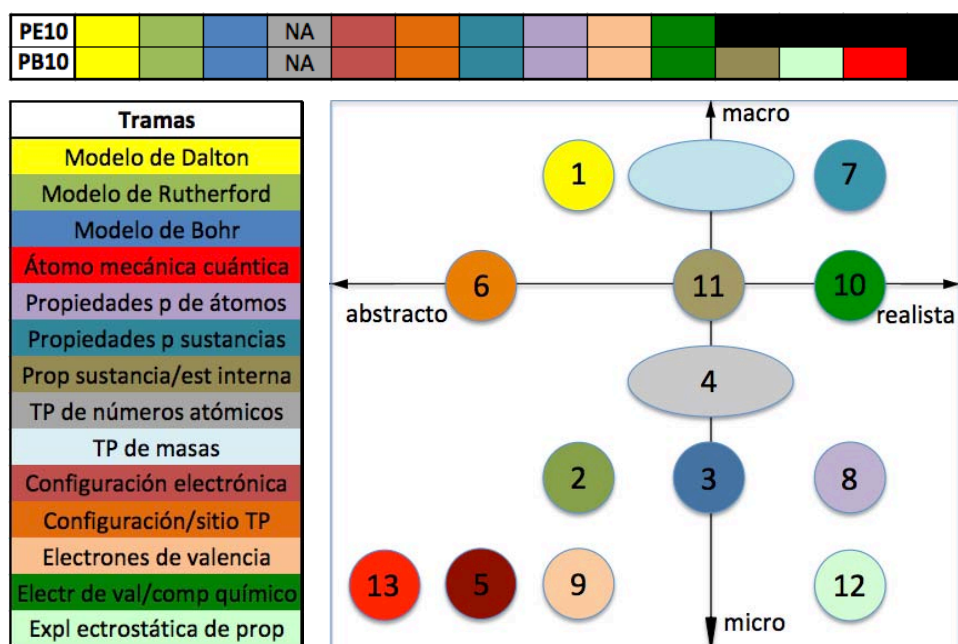 PE10 NA
PB10 NA
Tramas
Modelo de Dalton
Modelo de Rutherford
Modelo de Bohr
Átomo mecánica cuántica
Propiedades p de átomos
Propiedades p sustancias
Prop sustancia/est interna
TP de números atómicos
TP de masas
Configuración electrónica
Configuración/sitio TP
Electrones de valencia
Electr de val/comp químico
Expl ectrostática de prop
macro
1 7
6 11 10
abstracto realista
4
2 3 8
13 5 9 12
micro